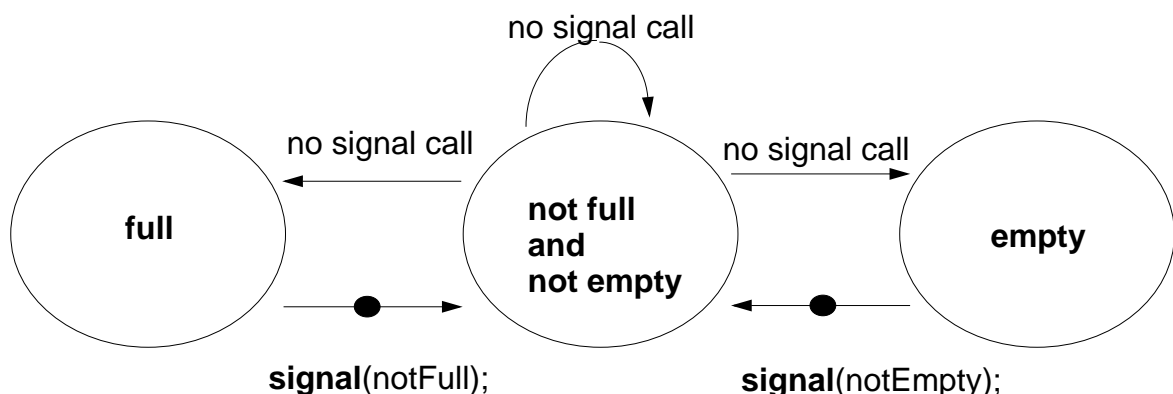 no signal call
no signal call
no signal call
full
not full
and
not empty
empty
signal(notFull);
signal(notEmpty);